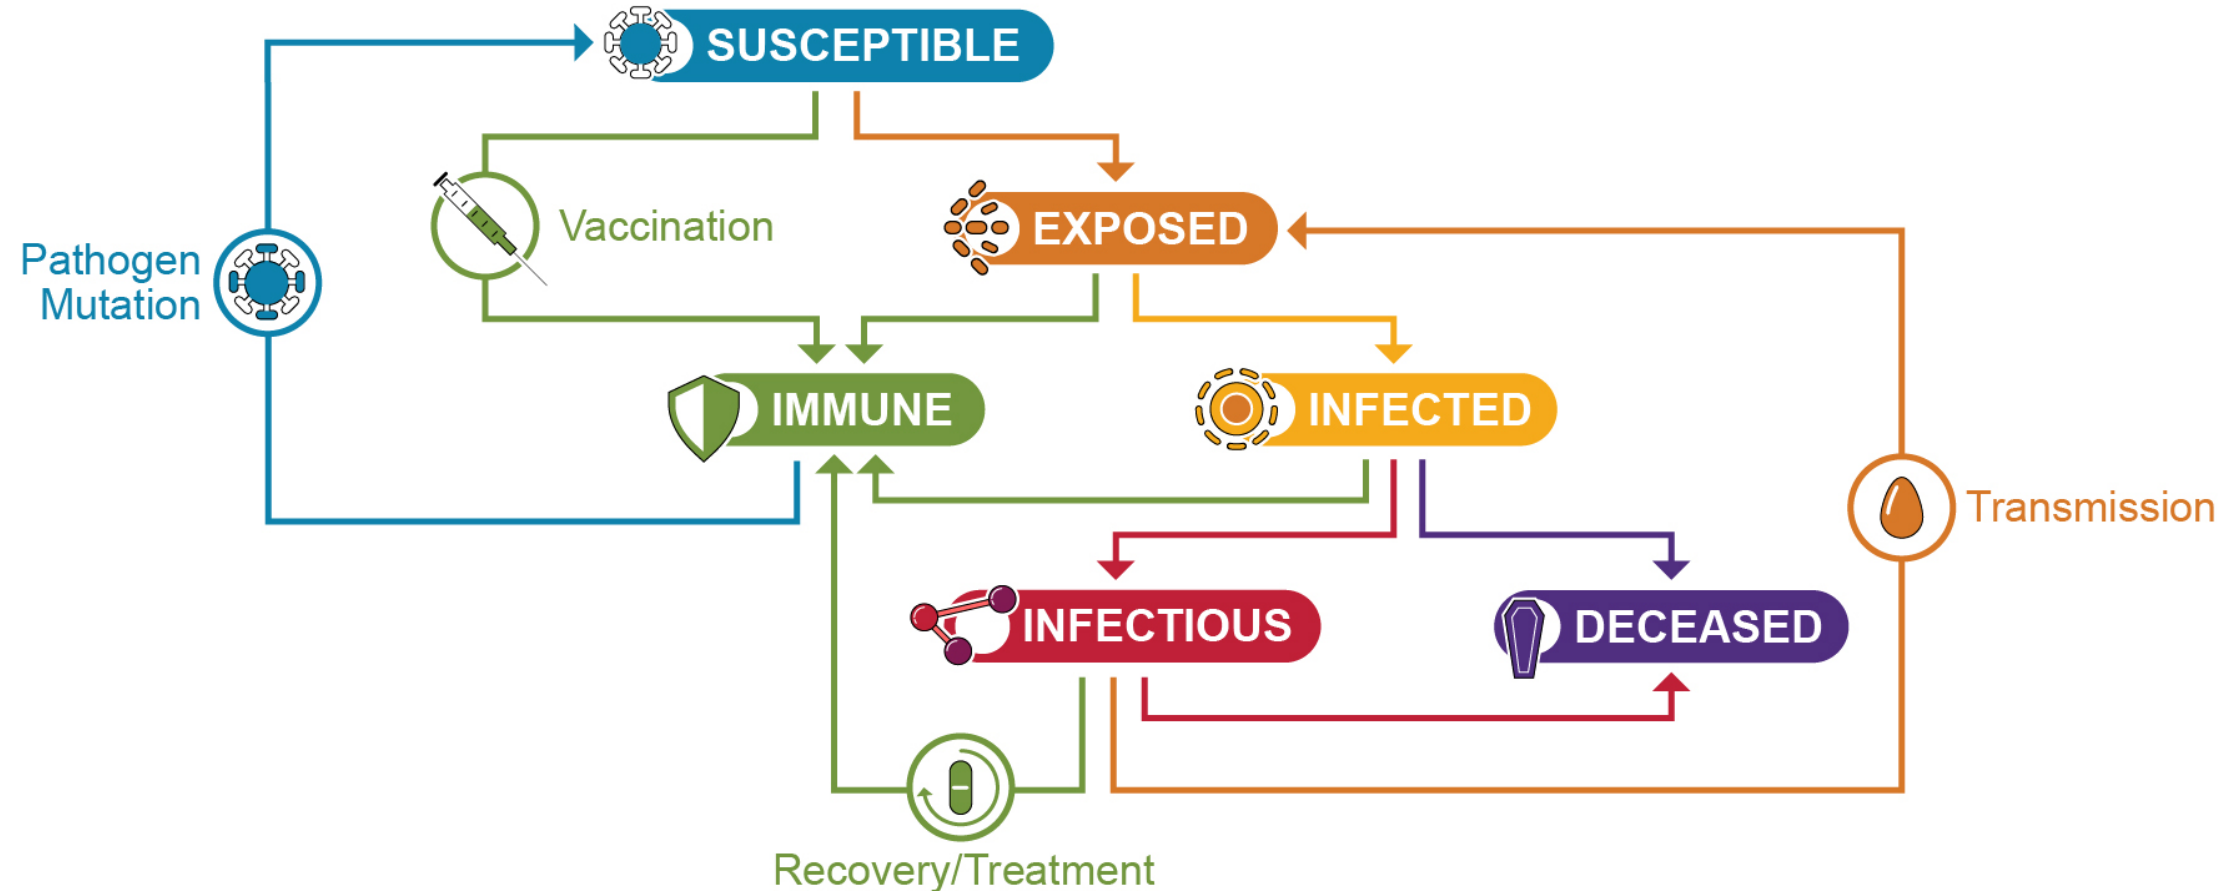 SUSCEPTIBLE
Vaccination
EXPOSED
Pathogen
Mutation
IMMUNE
INFECTED
Transmission
INFECTIOUS
DECEASED
Recovery/Treatment